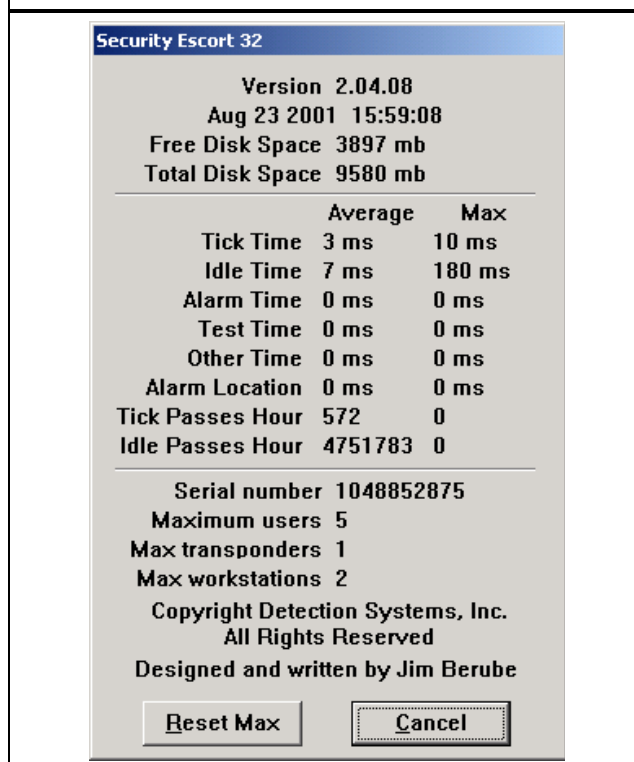 Security Escort 32
Version 2.04.08
Aug 23 2001 15:59:08
Free Disk Space 3897 mb
Total Disk Space 9580 mb
Average Max
Tick Time 3 ms 10 ms
Idle Time 7 ms 180 ms
Alarm Time 0 ms 0 ms
Test Time 0 ms 0 ms
Other Time 0 ms 0 ms
Alarm Location 0 ms 0 ms
Tick Passes Hour 572 0
Idle Passes Hour 4751783 0
Serial number 1048852875
Maximum users 5
Max transponders 1
Max workstations 2
Copyright Detection Systems, Inc.
All Rights Reserved
Designed and written by Jim Berube
Reset Max Cancel